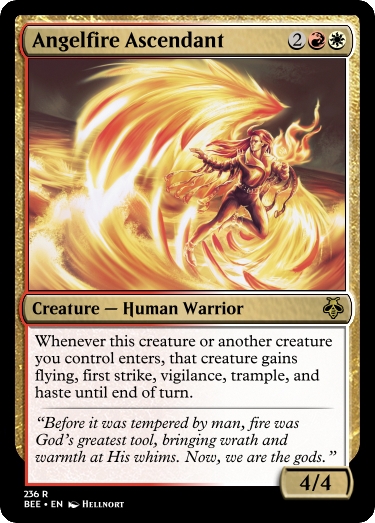 Angelfire Ascendant 2
Creature — Human Warrior
Whenever this creature or another creature
you control enters, that creature gains
flying, first strike, vigilance, trample, and
haste until end of turn.
“Before it was tempered by man, fire was
God’s greatest tool, bringing wrath and
warmth at His whims. Now, we are the gods.”
4/4
236 R
BEE • EN HELLNORT